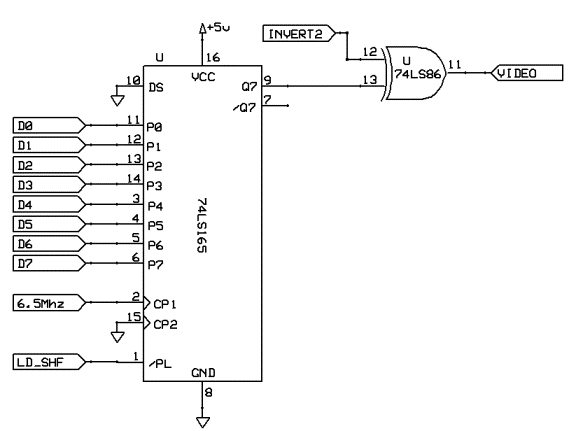 +5v
INVERT2
U
16
12
U
11
VCC
74LS86
VIDEO
10
DS
Q7
9
13
/Q7
7
D0
11
P0
D1
12
P1
D2
13
P2
D3
14
P3
D4
3
P4
74LS165
D5
4
P5
D6
5
P6
D7
6
P7
6.5Mhz
2
CP1
15
CP2
LD_SHF
1
/PL
GND
8